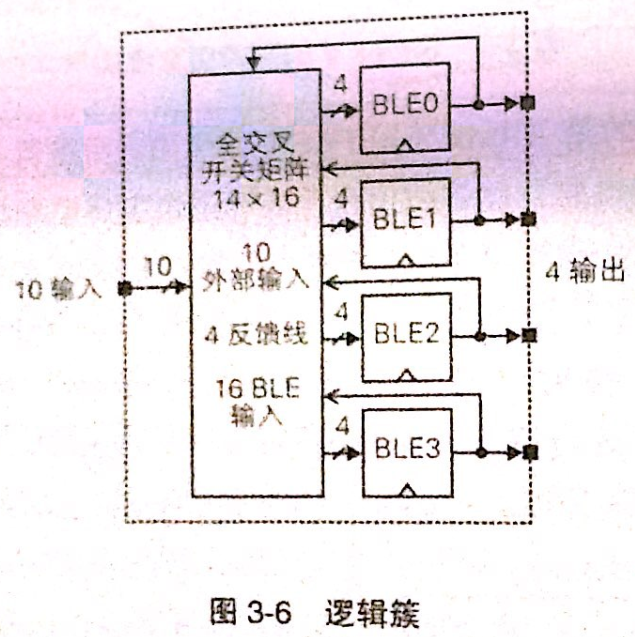 全交叉
开关矩阵
14×16
10
外部输入
4 反馈线
16 BLE
输入
10 输入
10
4
BLE0
4
BLE1
4
BLE2
4
BLE3
4 输出
图 3-6 逻辑簇